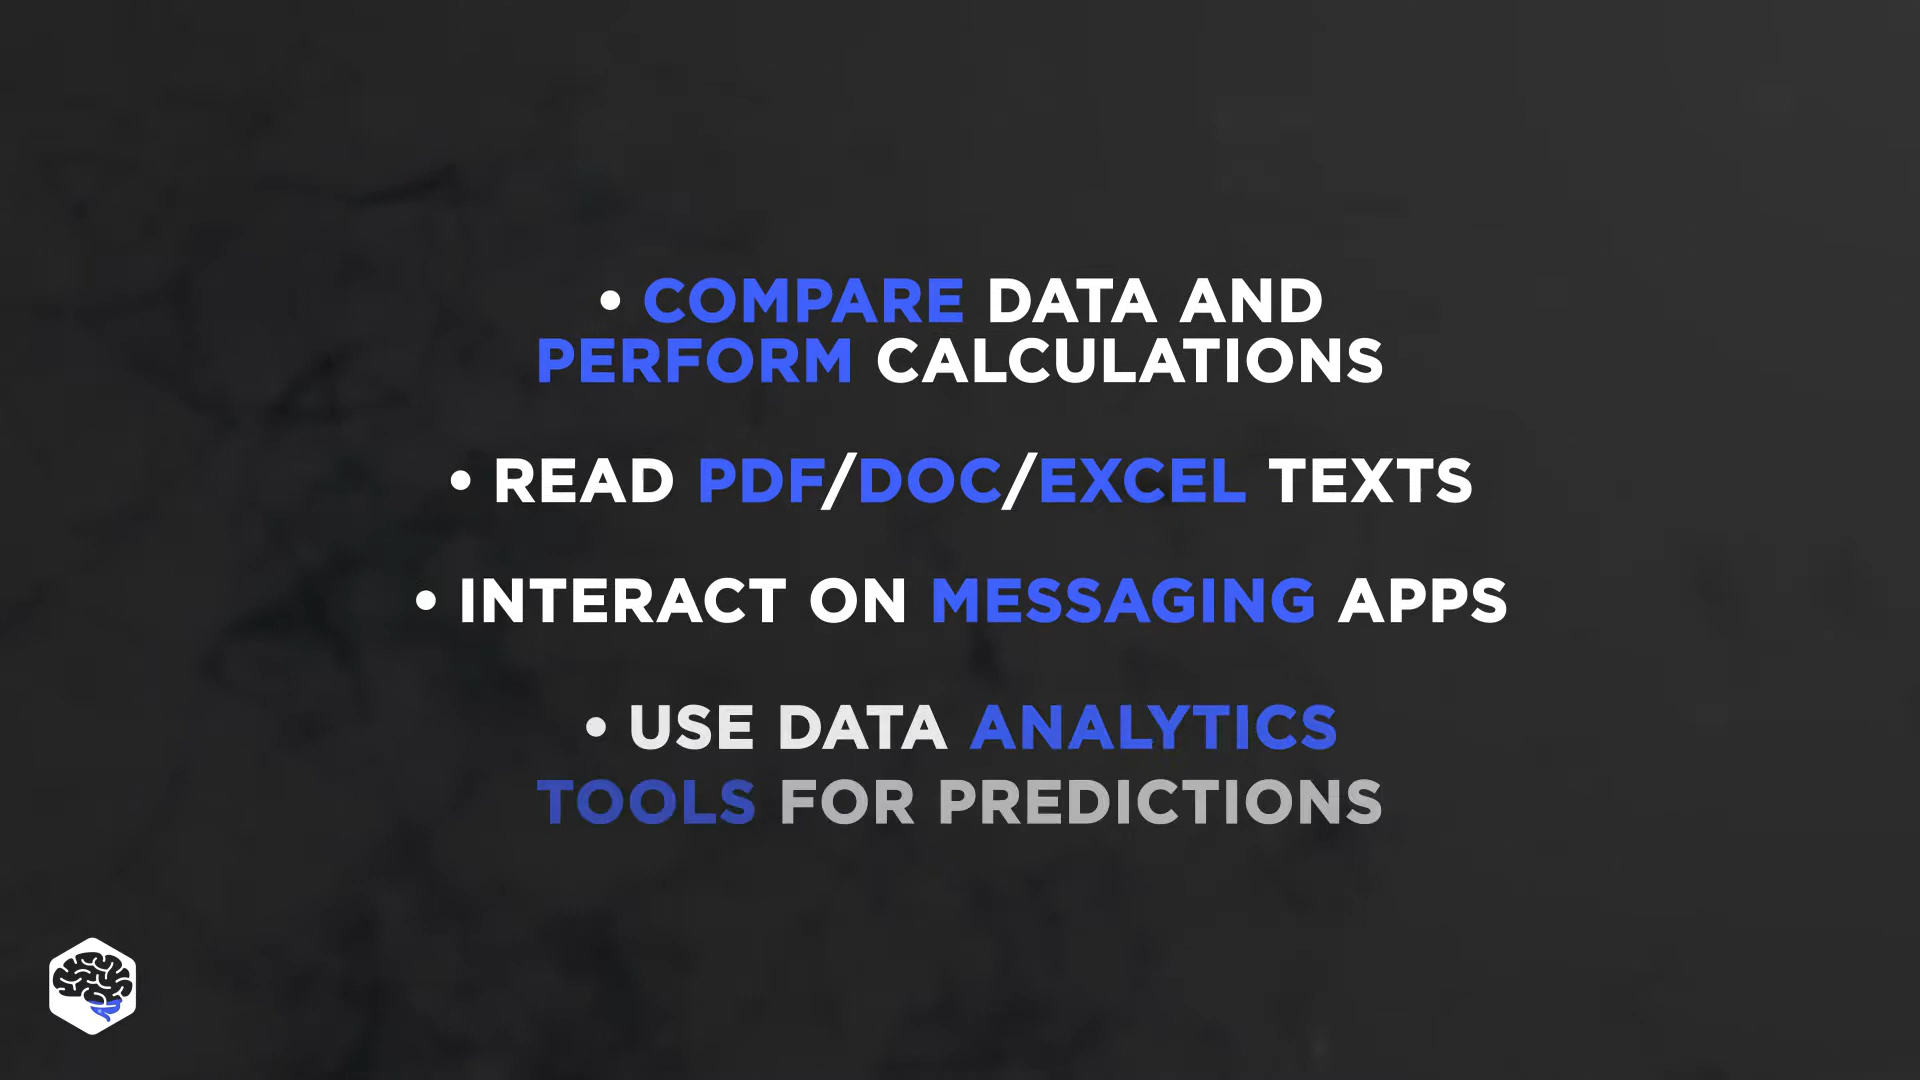 • COMPARE DATA AND
PERFORM CALCULATIONS
• READ PDF/DOC/EXCEL TEXTS
• INTERACT ON MESSAGING APPS
• USE DATA ANALYTICS
TOOLS FOR PREDICTIONS